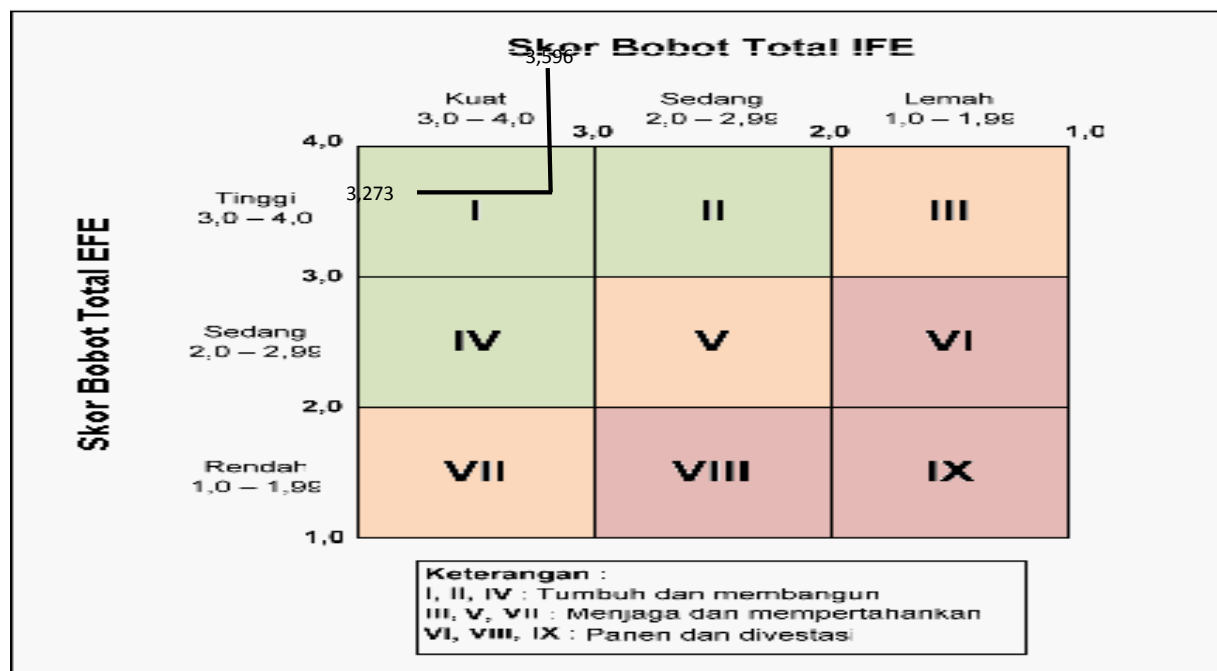 Skor Bobot Total IFE
3,596
Kuat
3,0 – 4,0
Sedang
2,0 – 2,99
Lemah
1,0 – 1,99
4,0
3,0
2,0
1,0
Skor Bobot Total EFE
Tinggi
3,0 – 4,0
3,273
I
II
III
3,0
Sedang
2,0 – 2,99
IV
V
VI
2,0
Rendah
1,0 – 1,99
VII
VIII
IX
1,0
Keterangan :
I, II, IV : Tumbuh dan membangun
III, V, VII : Menjaga dan mempertahankan
VI, VIII, IX : Panen dan divestasi